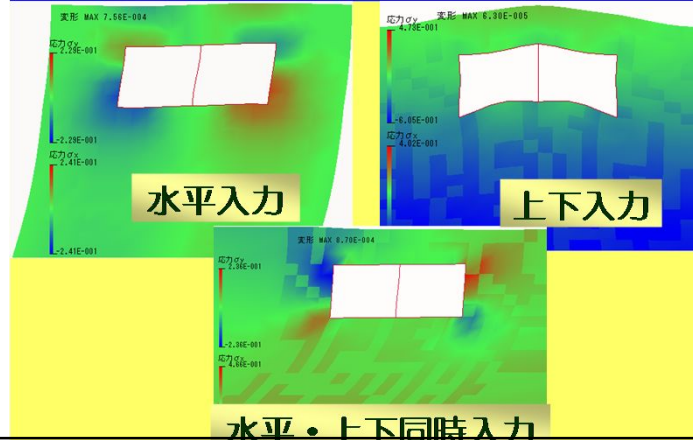 変形 MAX 7.56E-004
応力σy
2.29E-001
-2.29E-001
応力σx
2.41E-001
-2.41E-001
水平入力
変形 MAX 6.30E-005
応力σy
4.73E-001
-6.05E-001
応力σx
4.02E-001
上下入力
変形 MAX 8.70E-004
応力σy
2.36E-001
-2.36E-001
応力σx
4.66E-001
水平・上下同時入力